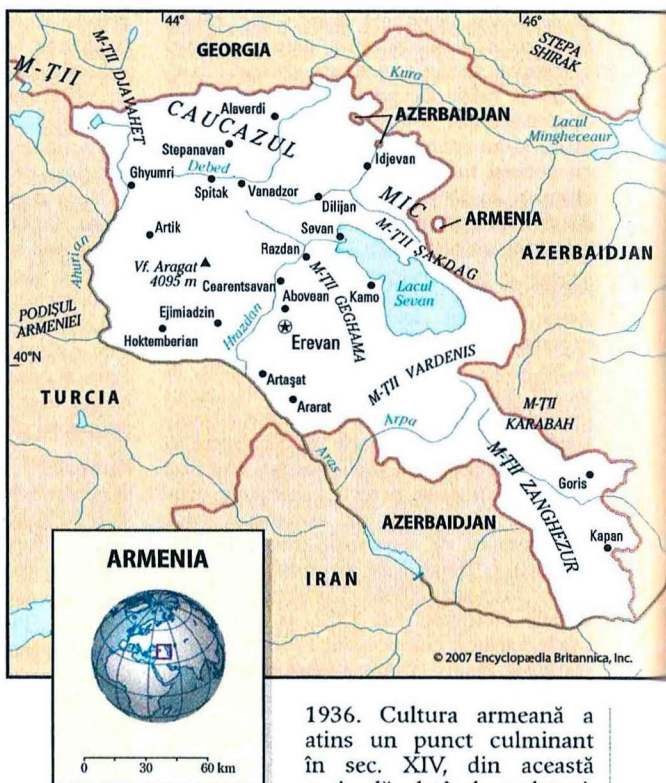 44°
46°
GEORGIA
STEPA
SHIRAK
M-ȚII
M-ȚII DJAVAHET
Kura
Alaverdi
AZERBAIDJAN
CAUCAZUL
MIC
Lacul
Mingheceaur
Stepanavan
Idjevan
Debed
Ghyumri
Spitak
Vanadzor
Dilijan
ARMENIA
Artik
Sevan
M-ȚII ȘAKDAG
AZERBAIDJAN
Ahurian
Razdan
Vf. Aragat
4095 m
Cearentsavan
M-ȚII GEGHAMA
Kamo
Lacul
Sevan
Abovean
PODIȘUL
ARMENIEI
Ejimiadzin
Hrazdan
Hoktemberian
Erevan
40°N
M-ȚII VARDENIS
Artașat
TURCIA
Ararat
M-ȚII
KARABAH
Arpa
Aras
M-ȚII ZANGHEZUR
Goris
AZERBAIDJAN
Kapan
IRAN
ARMENIA
© 2007 Encyclopædia Britannica, Inc.
0 30 60 km
1936. Cultura armeană a
atins un punct culminant
în sec. XIV, din această